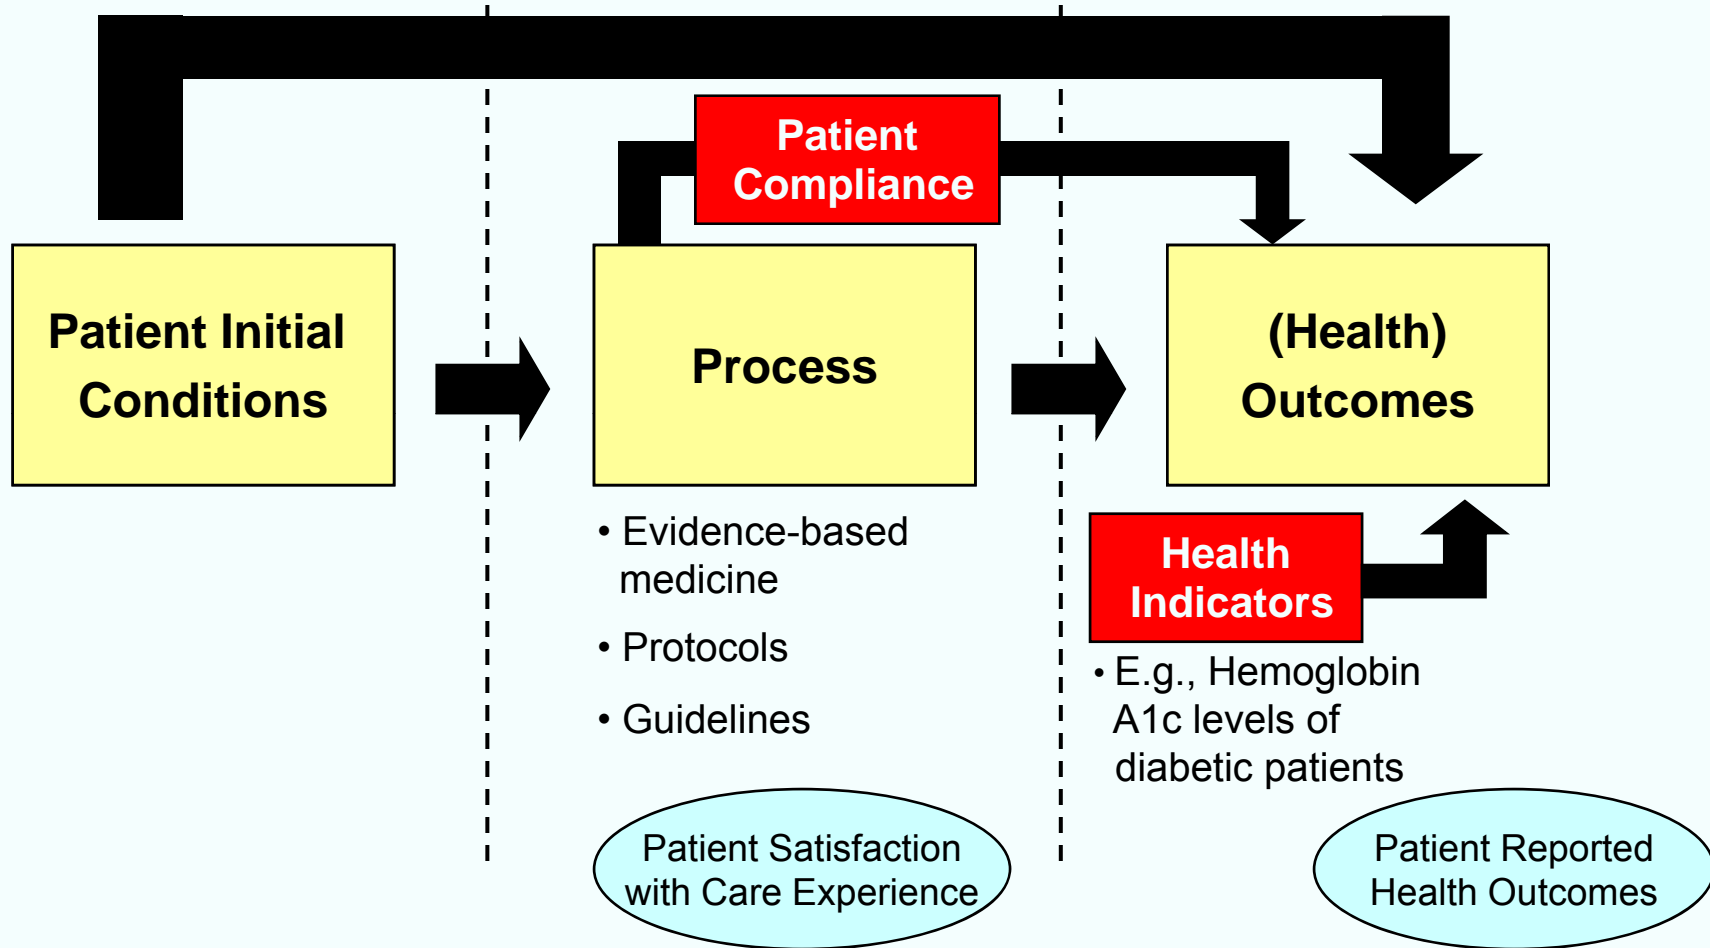 Patient
Compliance
Patient Initial
Conditions
Process
(Health)
Outcomes
• Evidence-based
medicine
• Protocols
• Guidelines
Health
Indicators
• E.g., Hemoglobin
A1c levels of
diabetic patients
Patient Satisfaction
with Care Experience
Patient Reported
Health Outcomes